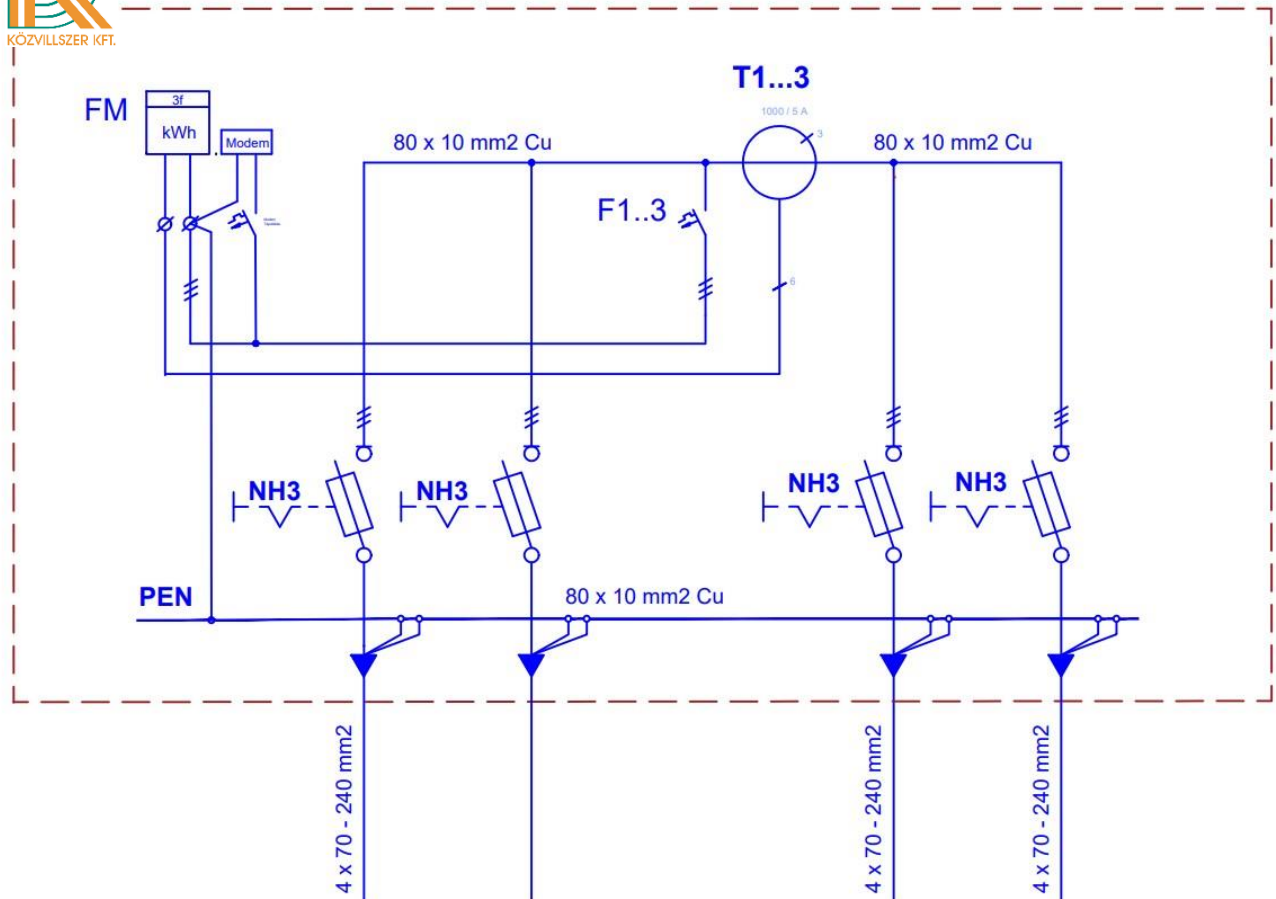 KÖZVILLSZER KFT.
T1...3
FM
3f
1000 / 5 A
kWh
3
Modem
80 x 10 mm2 Cu
80 x 10 mm2 Cu
F1..3
6
NH3
NH3
NH3
NH3
PEN
80 x 10 mm2 Cu
4 x 70 - 240 mm2
4 x 70 - 240 mm2
4 x 70 - 240 mm2